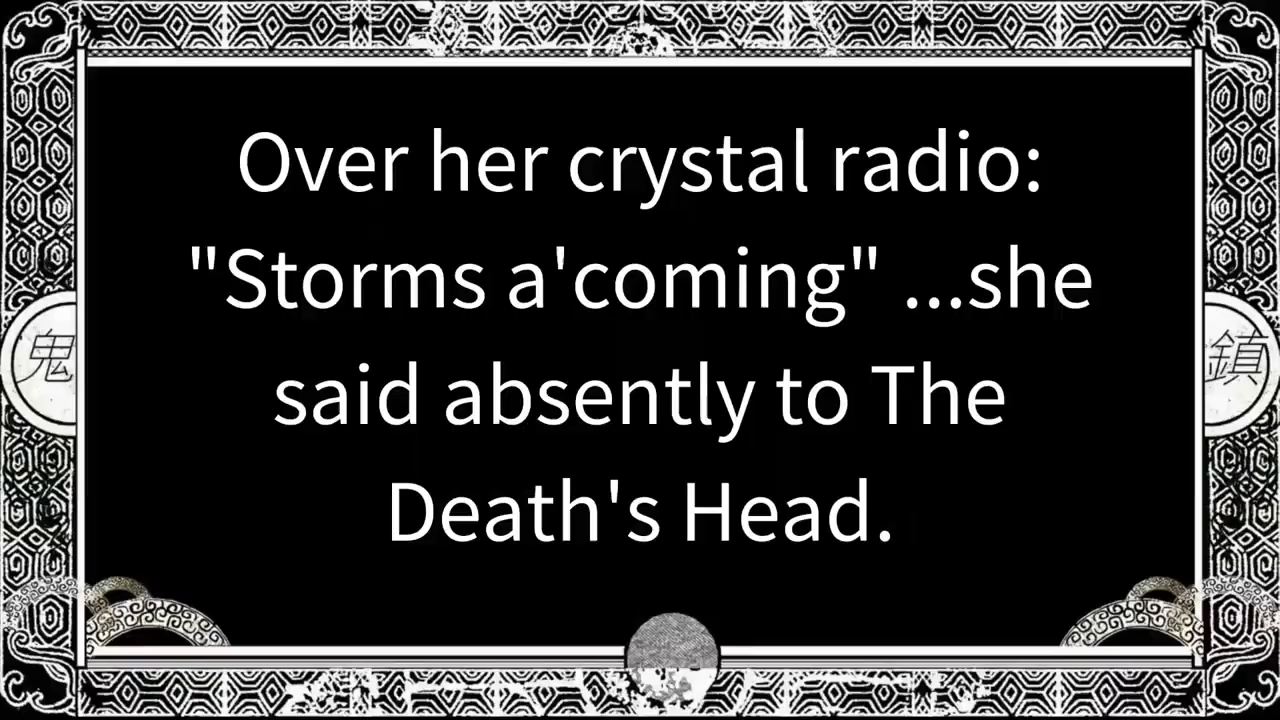 Over her crystal radio:
"Storms a'coming" ...she
said absently to The
Death's Head.
鬼
鎮